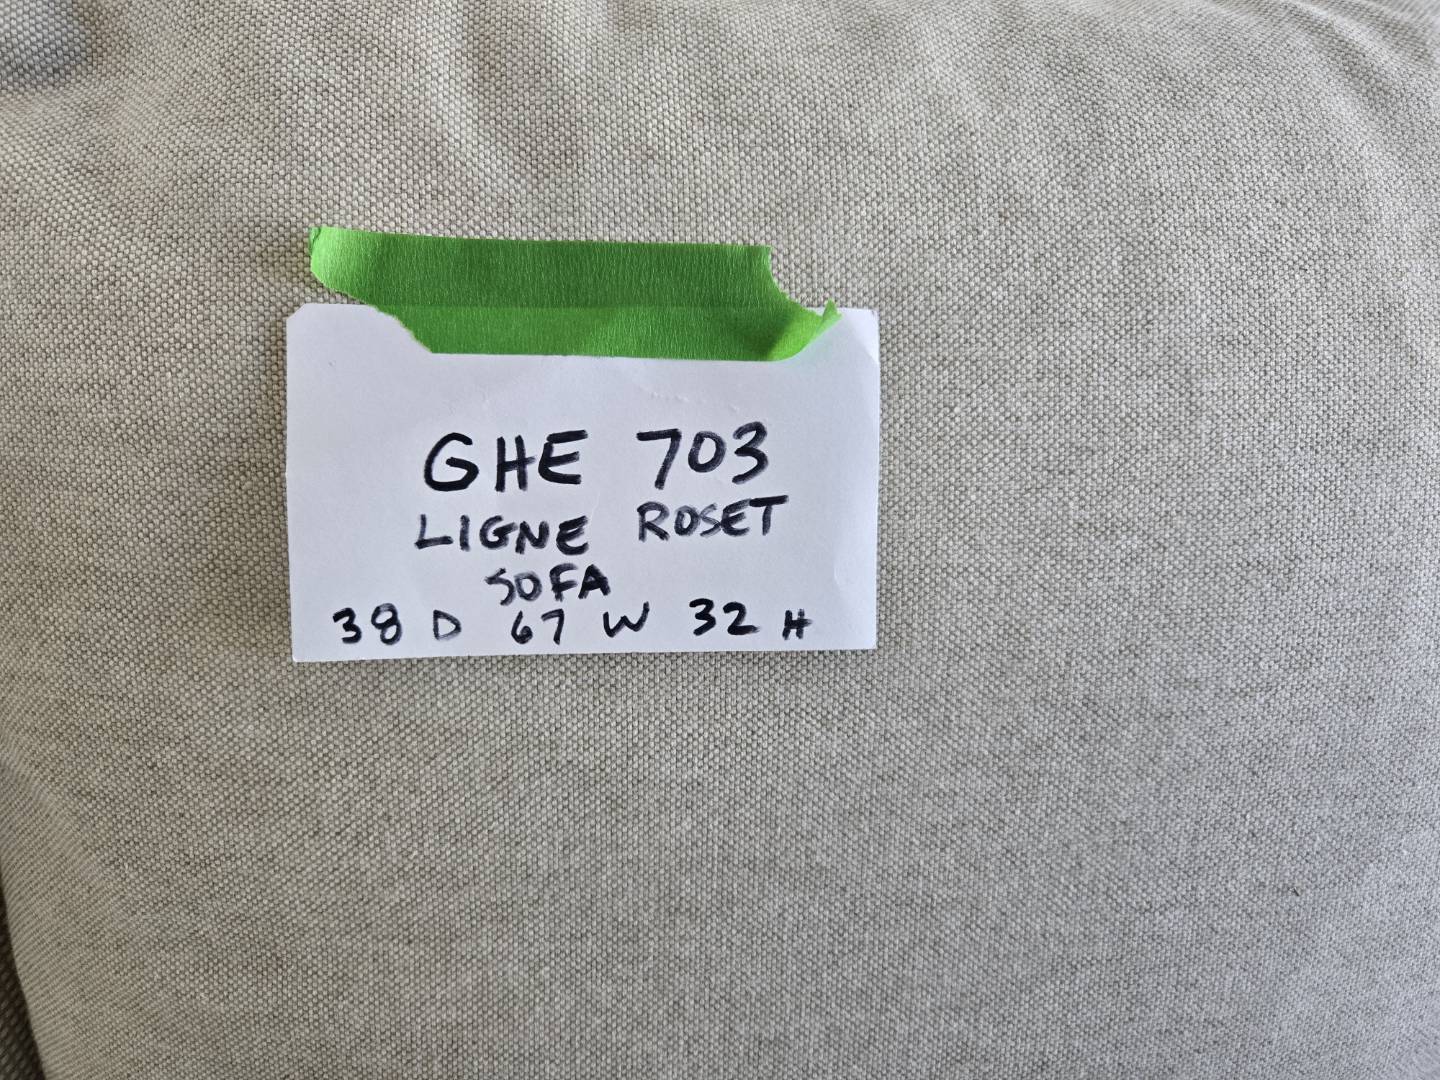 GHE 703
LIGNE ROSET
SOFA
38 D 67 W 32 H